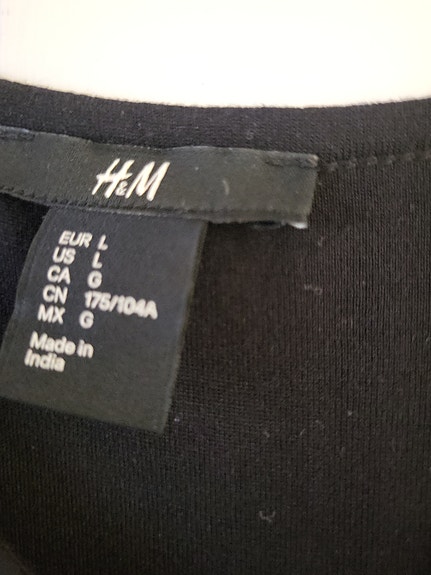 H&M
EUR L
US L
CA G
CN 175/104A
MX G
Made in
India